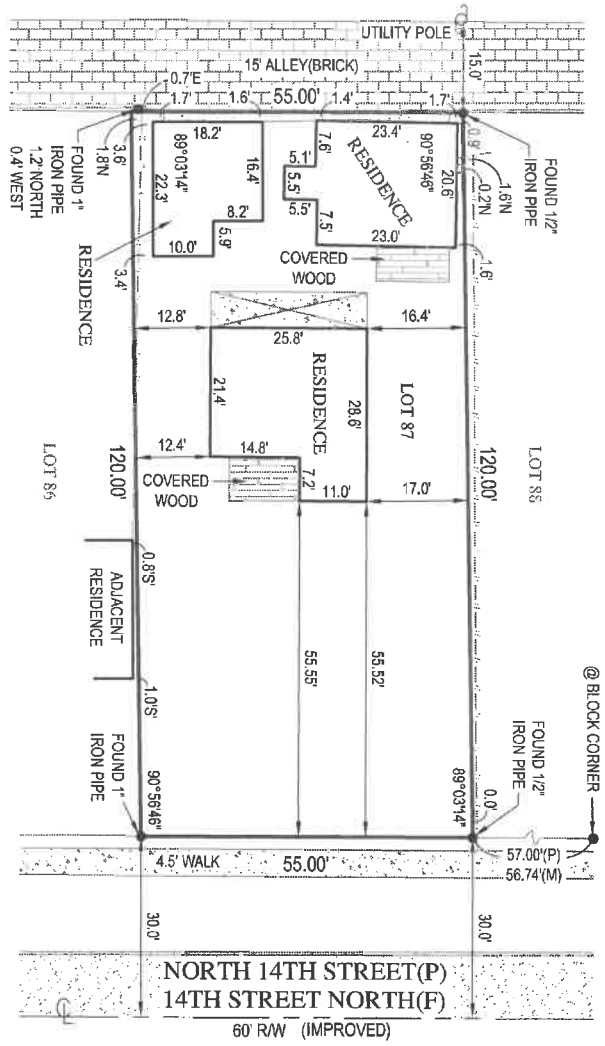 UTILITY POLE
15' ALLEY(BRICK)
15.0'
0.7'E
1.7'
1.6'
55.00'
1.4'
1.7'
FOUND 1"
IRON PIPE
1.2' NORTH
0.4' WEST
3.6'
1.8'N
18.2'
89°03'14"
22.3'
16.4'
8.2'
5.9'
10.0'
3.4'
RESIDENCE
7.6'
5.1'
5.5'
5.5'
7.5'
23.4'
RESIDENCE
90°56'46"
20.6'
23.0'
0.9'
1.6'N
0.2'N
FOUND 1/2"
IRON PIPE
1.6'
COVERED
WOOD
12.8'
16.4'
25.8'
21.4'
RESIDENCE
28.6'
LOT 87
12.4'
14.8'
7.2'
11.0'
17.0'
COVERED
WOOD
LOT 86
120.00'
120.00'
LOT 88
0.8'S'
ADJACENT
RESIDENCE
1.0'S'
55.55'
55.52'
@ BLOCK CORNER
FOUND 1"
IRON PIPE
90°56'46"
89°03'14"
0.0'
FOUND 1/2"
IRON PIPE
57.00'(P)
56.74'(M)
4.5' WALK
55.00'
30.0'
30.0'
NORTH 14TH STREET(P)
14TH STREET NORTH(F)
60' R/W (IMPROVED)